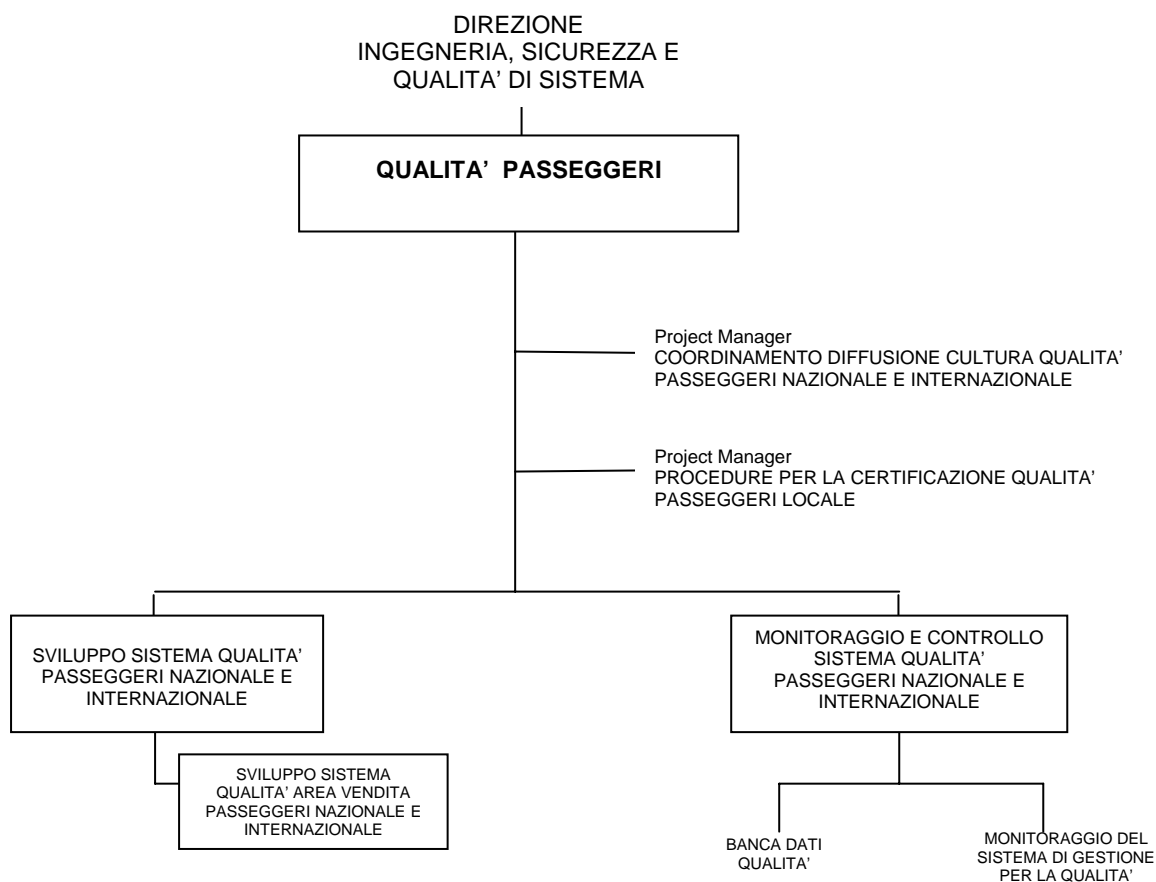 DIREZIONE
INGEGNERIA, SICUREZZA E
QUALITA’ DI SISTEMA
QUALITA’ PASSEGGERI
Project Manager
COORDINAMENTO DIFFUSIONE CULTURA QUALITA’
PASSEGGERI NAZIONALE E INTERNAZIONALE
Project Manager
PROCEDURE PER LA CERTIFICAZIONE QUALITA’
PASSEGGERI LOCALE
SVILUPPO SISTEMA QUALITA’
PASSEGGERI NAZIONALE E
INTERNAZIONALE
MONITORAGGIO E CONTROLLO
SISTEMA QUALITA’
PASSEGGERI NAZIONALE E
INTERNAZIONALE
SVILUPPO SISTEMA
QUALITA’ AREA VENDITA
PASSEGGERI NAZIONALE E
INTERNAZIONALE
BANCA DATI
QUALITA’
MONITORAGGIO DEL
SISTEMA DI GESTIONE
PER LA QUALITA’